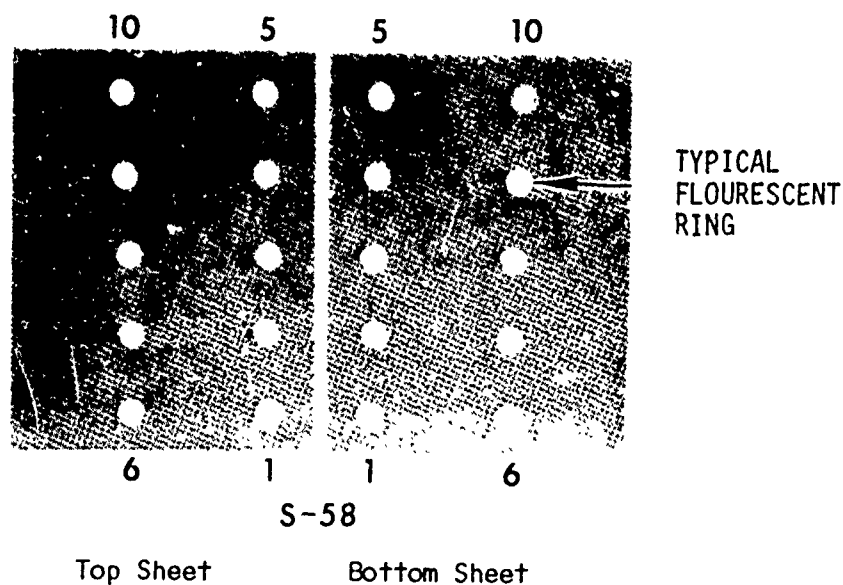 10 5 5 10
TYPICAL
FLOURESCENT
RING
6 1 1 6
S-58
Top Sheet Bottom Sheet